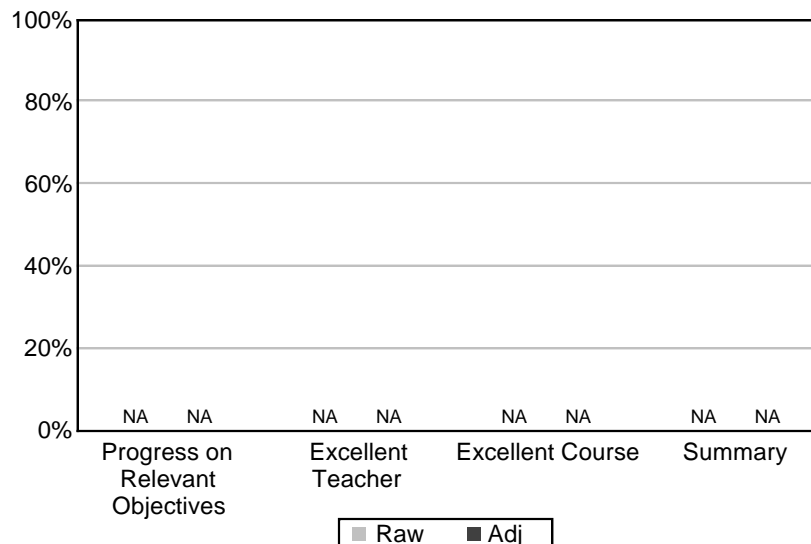 100%
80%
60%
40%
20%
0%
NA NA NA NA NA NA NA NA
Progress on
Relevant
Objectives
Excellent
Teacher
Excellent Course
Summary
Raw Adj